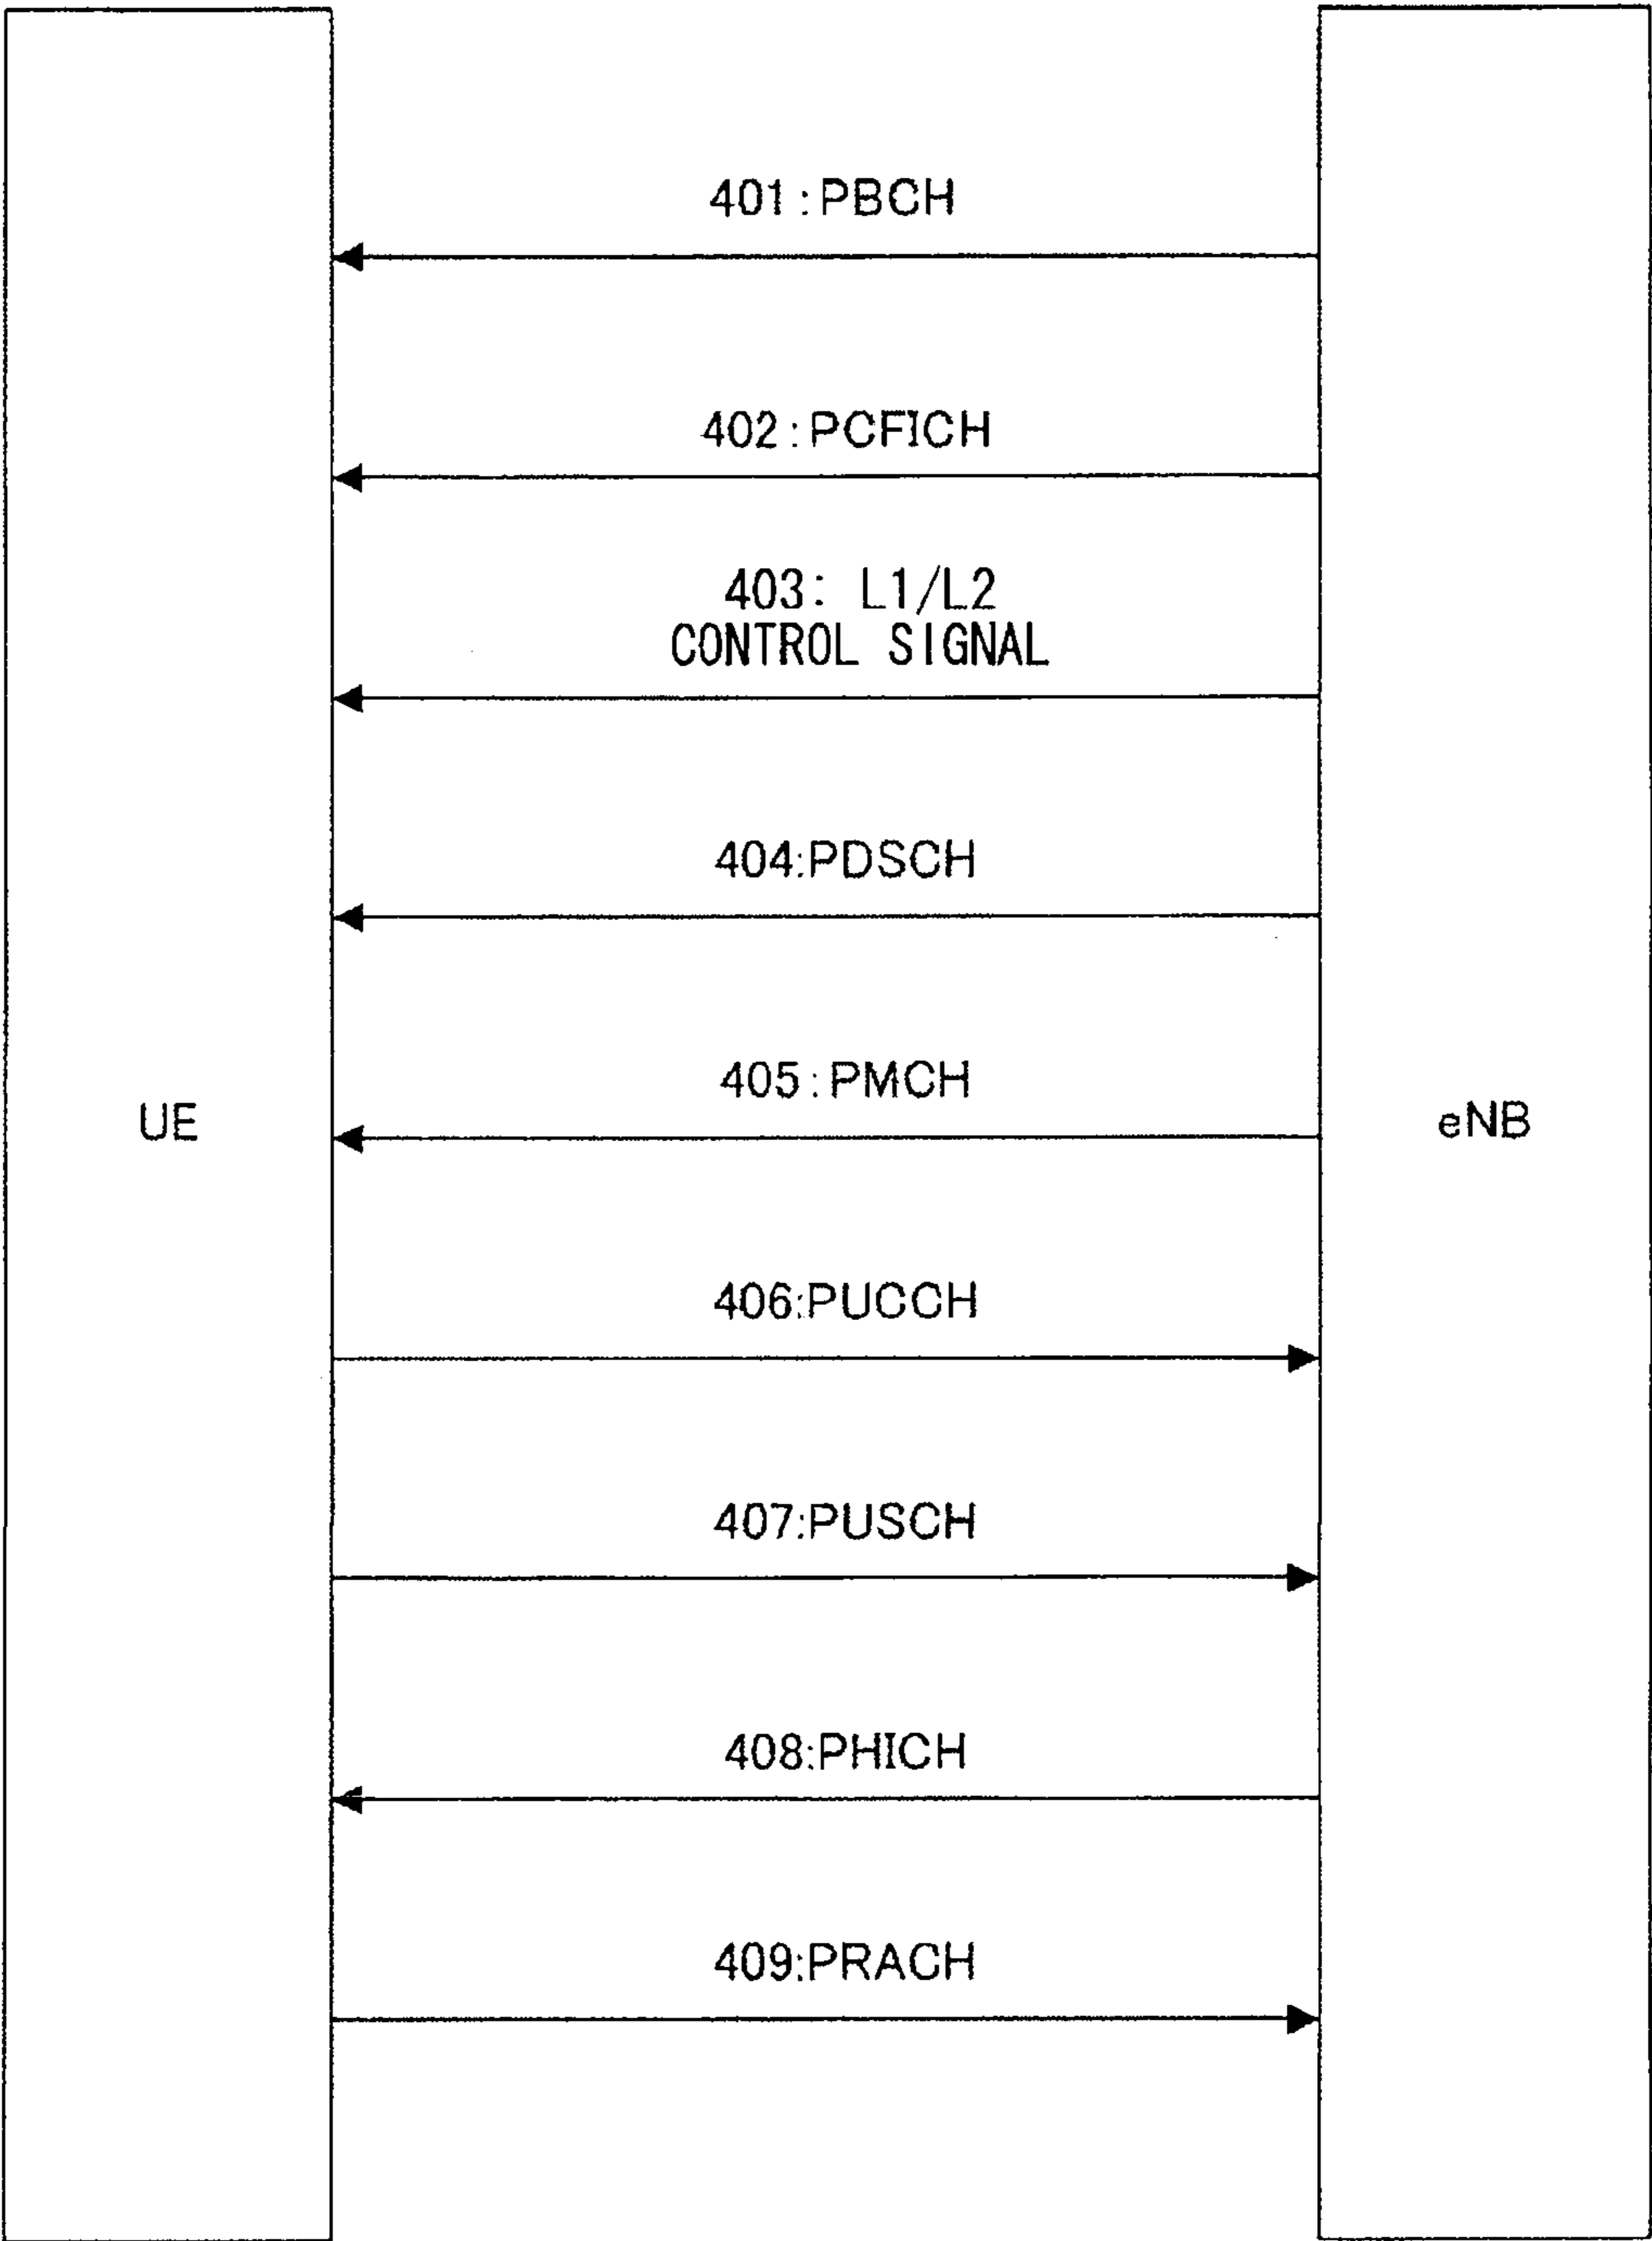 401:PBCH
402:PCFICH
403: L1/L2
CONTROL SIGNAL
404:PDSCH
405:PMCH
UE
eNB
406:PUCCH
407:PUSCH
408:PHICH
409:PRACH